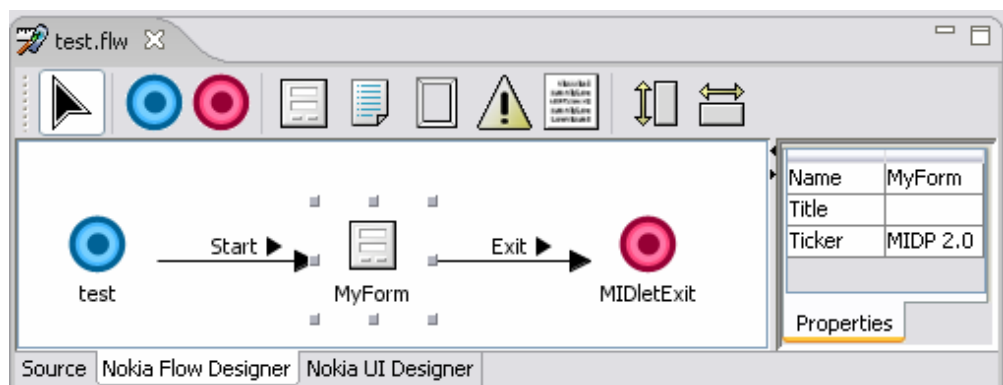 test.flw
Name MyForm
Title
Ticker MIDP 2.0
Start
Exit
test
MyForm
MIDletExit
Properties
Source Nokia Flow Designer Nokia UI Designer